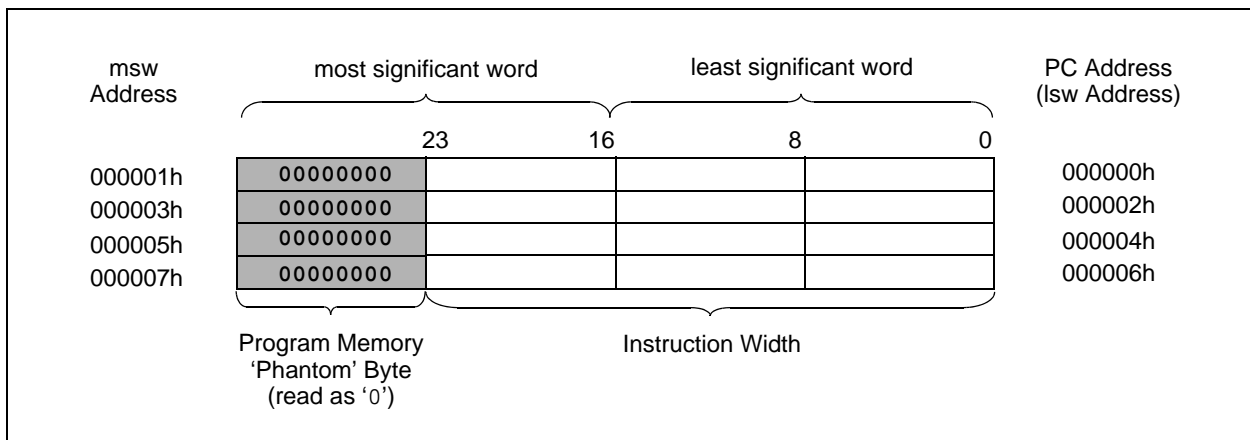 msw
Address
most significant word
least significant word
PC Address
(lsw Address)
23 16 8 0
000001h 00000000 000000h
000003h 00000000 000002h
000005h 00000000 000004h
000007h 00000000 000006h
Program Memory
‘Phantom’ Byte
(read as ‘0’)
Instruction Width